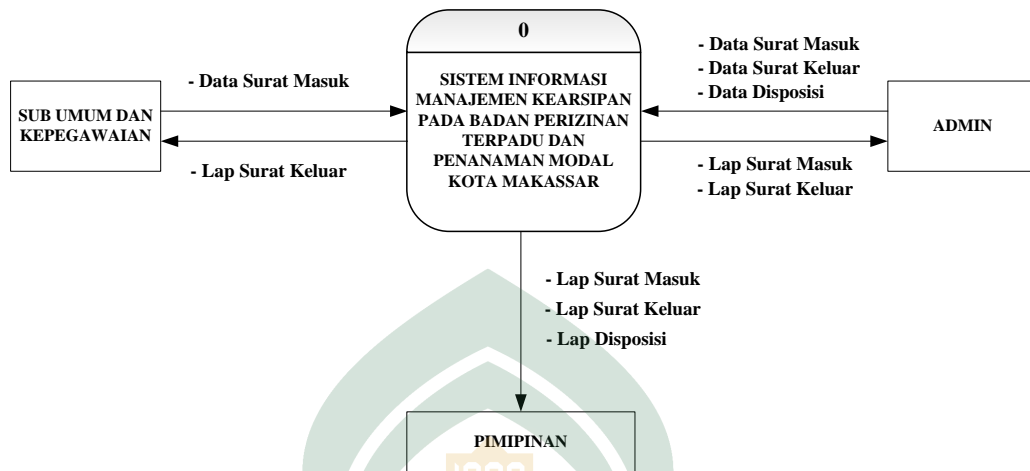 0
SISTEM INFORMASI
MANAJEMEN KEARSIPAN
PADA BADAN PERIZINAN
TERPADU DAN
PENANAMAN MODAL
KOTA MAKASSAR
SUB UMUM DAN
KEPEGAWAIAN
- Data Surat Masuk
- Lap Surat Keluar
- Data Surat Masuk
- Data Surat Keluar
- Data Disposisi
- Lap Surat Masuk
- Lap Surat Keluar
ADMIN
- Lap Surat Masuk
- Lap Surat Keluar
- Lap Disposisi
PIMIPINAN